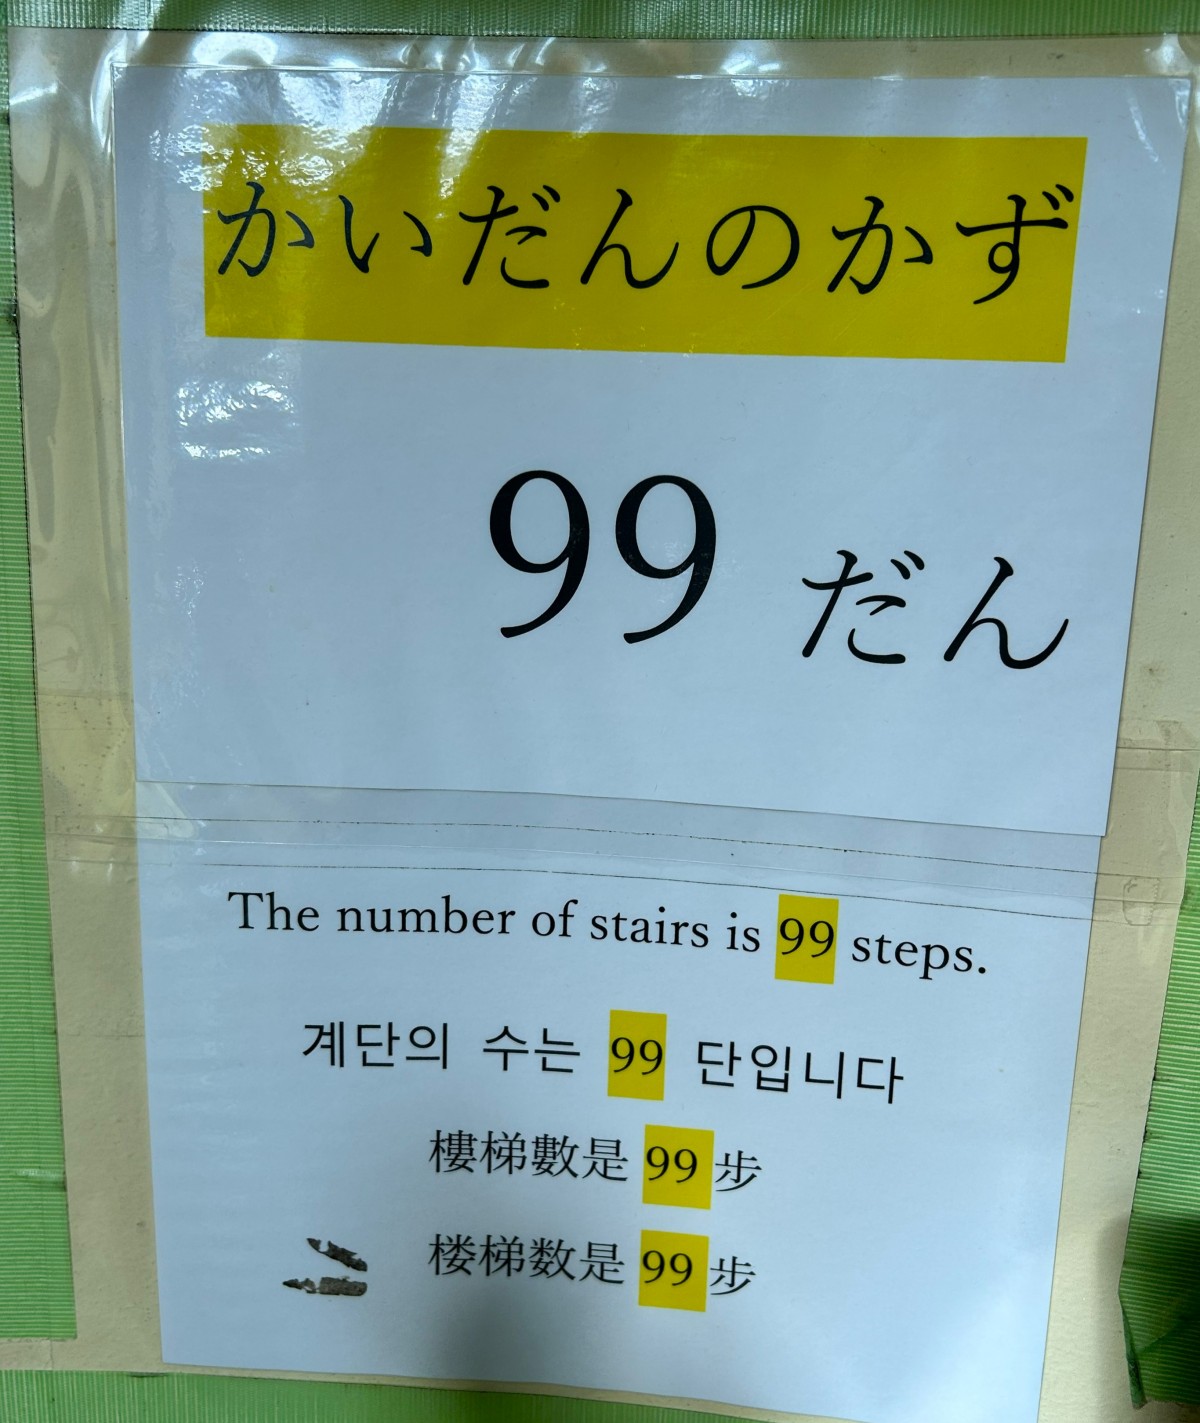 かいだんのかず
99 だん
The number of stairs is 99 steps.
계단의 수는 99 단입니다
樓梯數是 99 步
楼梯数是 99 步